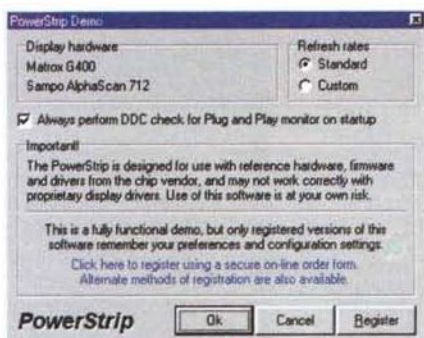 PowerStrip Demo
Display hardware
Matrox G400
Sampo AlphaScan 712
Refresh rates
Standard
Custom
Always perform DDC check for Plug and Play monitor on startup
Important!
The PowerStrip is designed for use with reference hardware, firmware
and drivers from the chip vendor, and may not work correctly with
proprietary display drivers. Use of this software is at your own risk.
This is a fully functional demo, but only registered versions of this
software remember your preferences and configuration settings.
Click here to register using a secure on-line order form.
Alternate methods of registration are also available.
PowerStrip
Ok
Cancel
Register